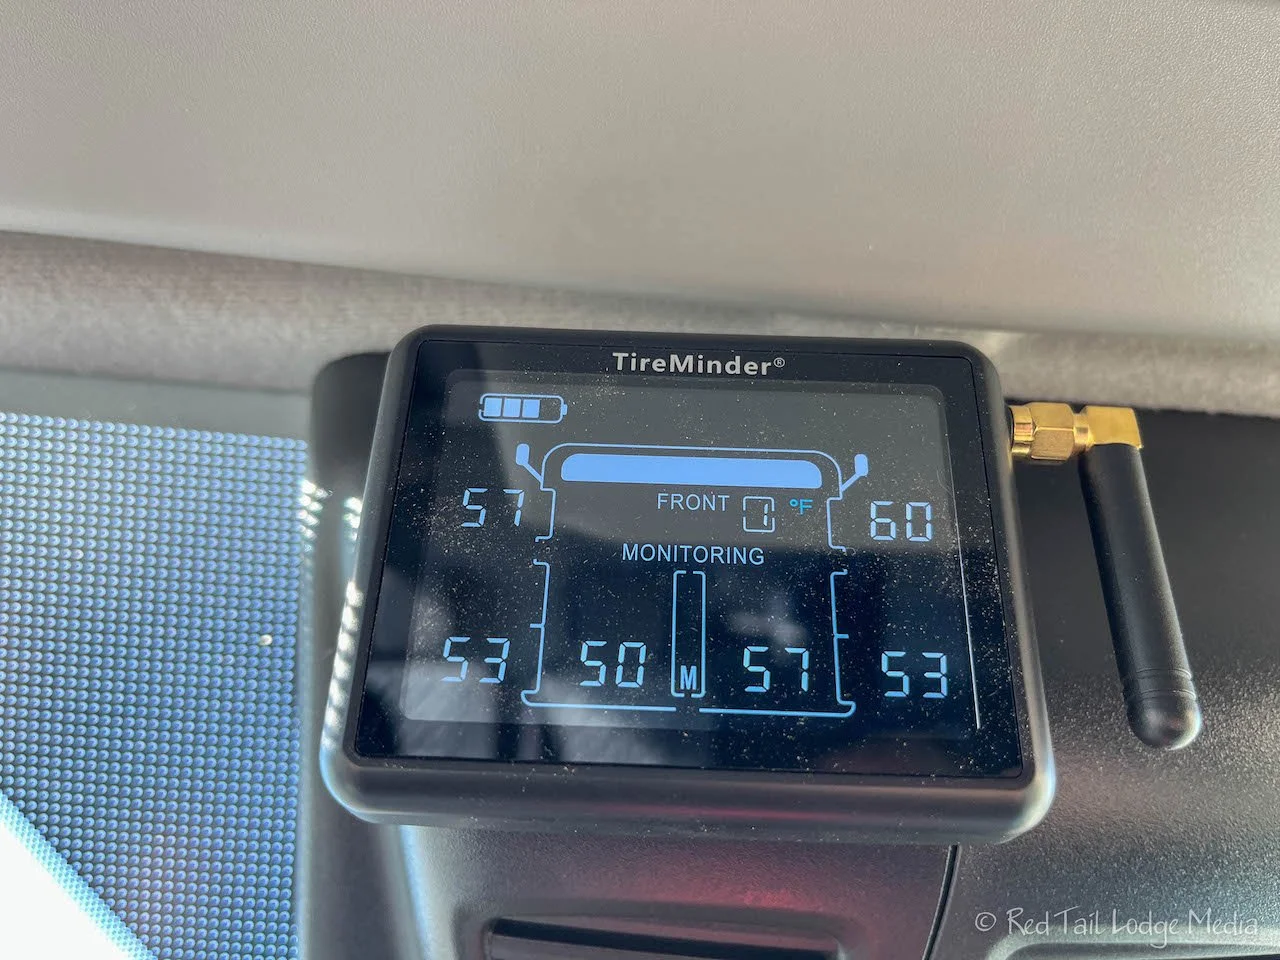 TireMinder®
57 FRONT 1 °F 60
MONITORING
53 50 M 57 53
© Red Tail Lodge Media